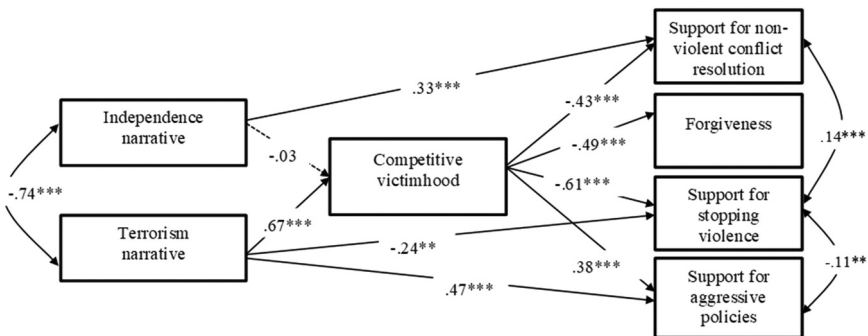 Support for non-
violent conflict
resolution
.33***
-.43***
Independence
narrative
Forgiveness
-.03
Competitive
victimhood
-.49***
.14***
-.74***
-.61***
Support for
stopping
violence
Terrorism
narrative
.67***
-.24**
.38***
-.11**
.47***
Support for
aggressive
policies